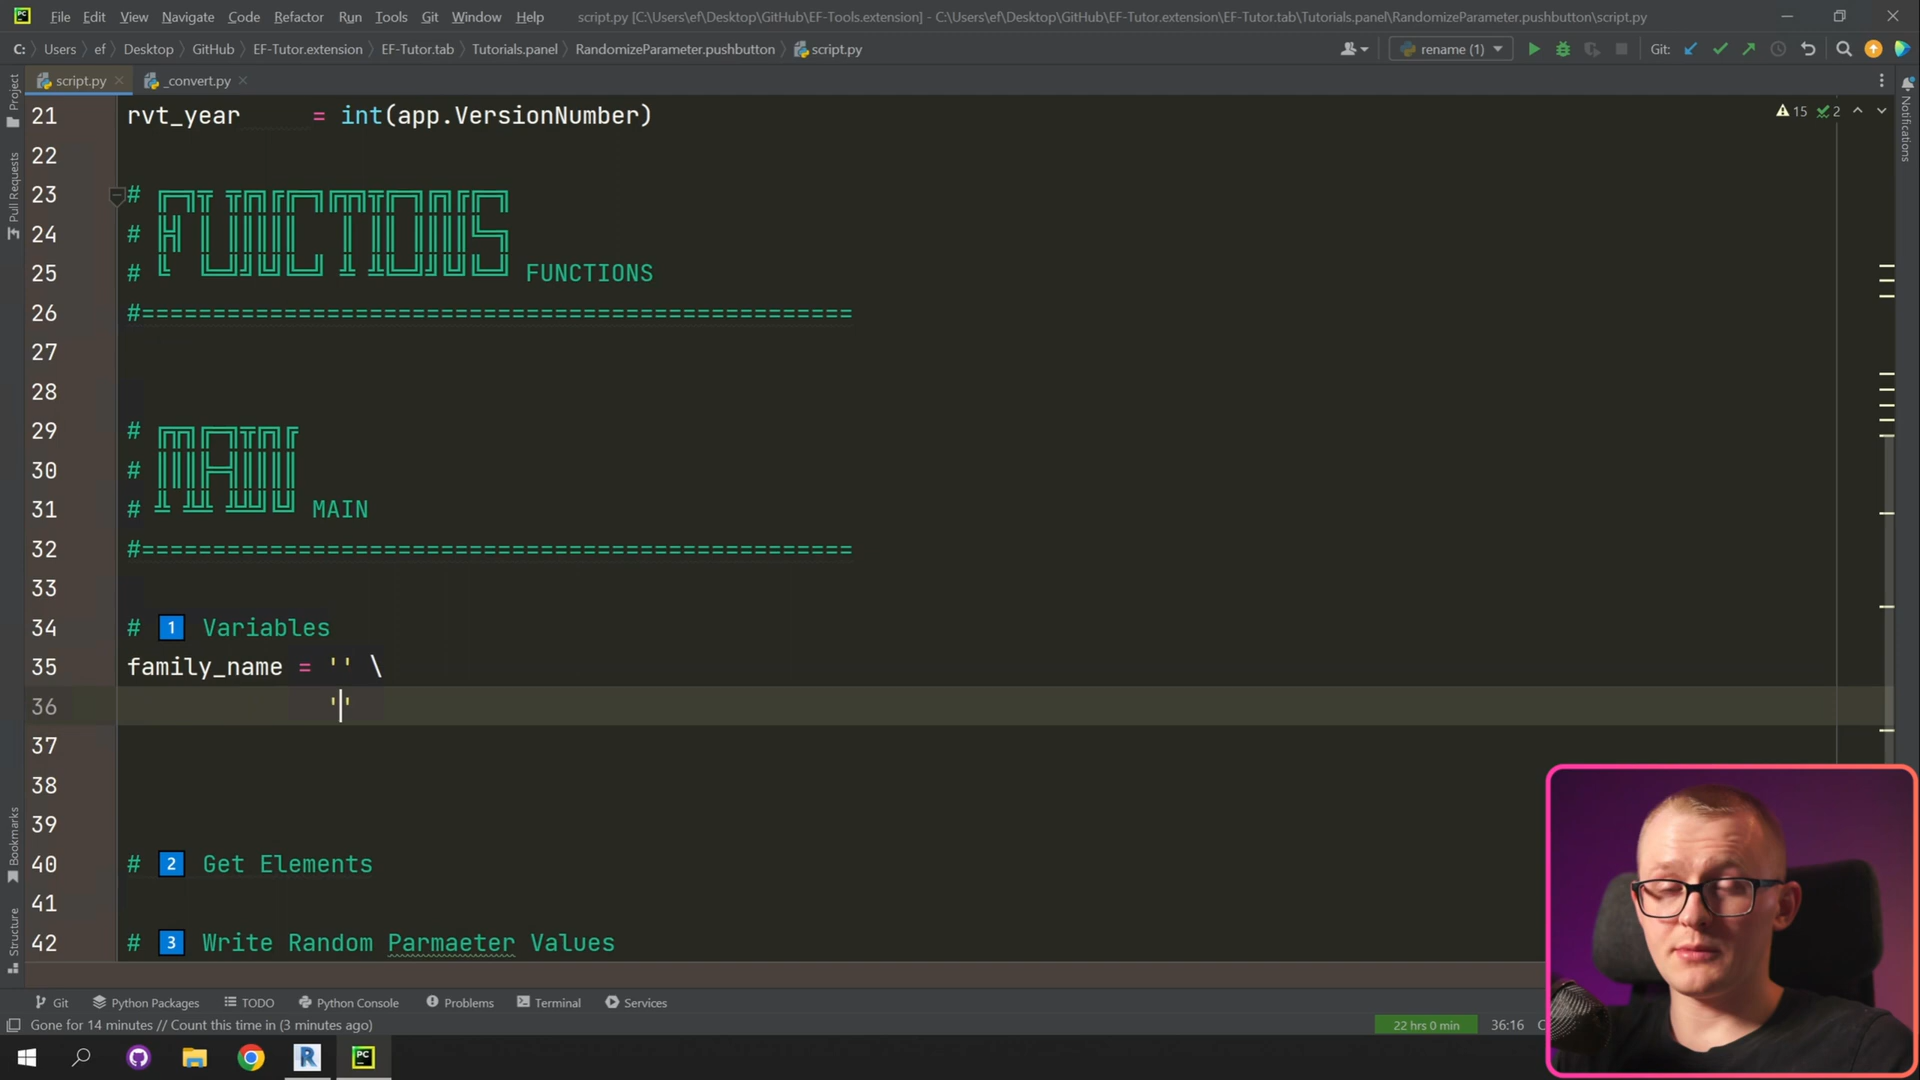 PC File Edit View Navigate Code Refactor Run Tools Git Window Help script.py [C:\Users\ef\Desktop\GitHub\EF-Tools.extension] - C:\Users\ef\Desktop\GitHub\EF-Tutor.extension\EF-Tutor.tab\Tutorials.panel\RandomizeParameter.pushbutton\script.py
C: Users ef Desktop GitHub EF-Tutor.extension EF-Tutor.tab Tutorials.panel RandomizeParameter.pushbutton script.py rename (1) Git:
script.py _convert.py
Project
Pull Requests
Bookmarks
Structure
Notifications
15 2
21 rvt_year = int(app.VersionNumber)
22
23 #
24 # FUNCTIONS
25 # FUNCTIONS
26 #==================================================
27
28
29 #
30 # MAIN
31 # MAIN
32 #==================================================
33
34 # 1 Variables
35 family_name = '' \
36 ''
37
38
39
40 # 2 Get Elements
41
42 # 3 Write Random Parmaeter Values
Git Python Packages TODO Python Console Problems Terminal Services
Gone for 14 minutes // Count this time in (3 minutes ago) 22 hrs 0 min 36:16
R PC